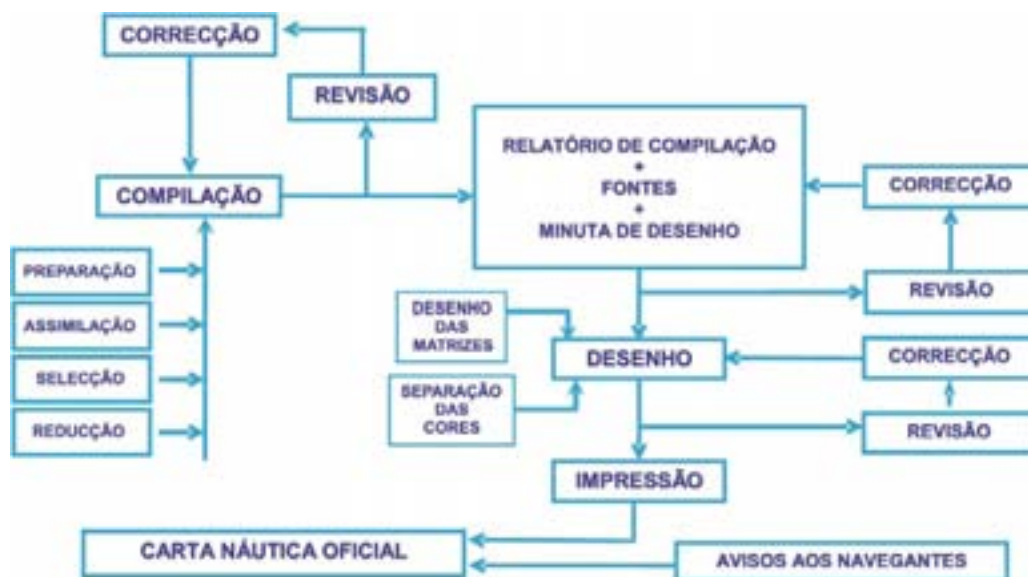 CORRECÇÃO
REVISÃO
COMPILAÇÃO
RELATÓRIO DE COMPILAÇÃO
+
FONTES
+
MINUTA DE DESENHO
CORRECÇÃO
REVISÃO
PREPARAÇÃO
ASSIMILAÇÃO
SELECÇÃO
REDUCÇÃO
DESENHO
DAS
MATRIZES
SEPARAÇÃO
DAS
CORES
DESENHO
CORRECÇÃO
REVISÃO
IMPRESSÃO
CARTA NÁUTICA OFICIAL
AVISOS AOS NAVEGANTES